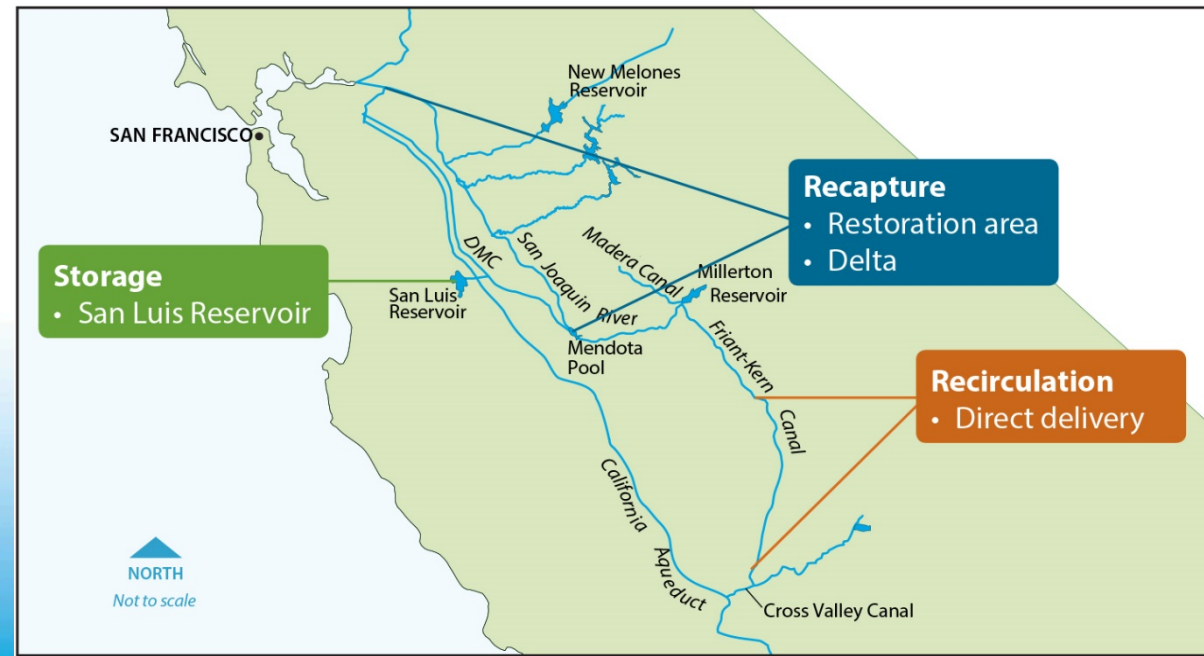 New Melones
Reservoir
SAN FRANCISCO
Recapture
• Restoration area
• Delta
Storage
• San Luis Reservoir
DMC
San Joaquin River
Madera Canal
Millerton
Reservoir
San Luis
Reservoir
Mendota
Pool
Friant-Kern Canal
Recirculation
• Direct delivery
California Aqueduct
NORTH
Not to scale
Cross Valley Canal